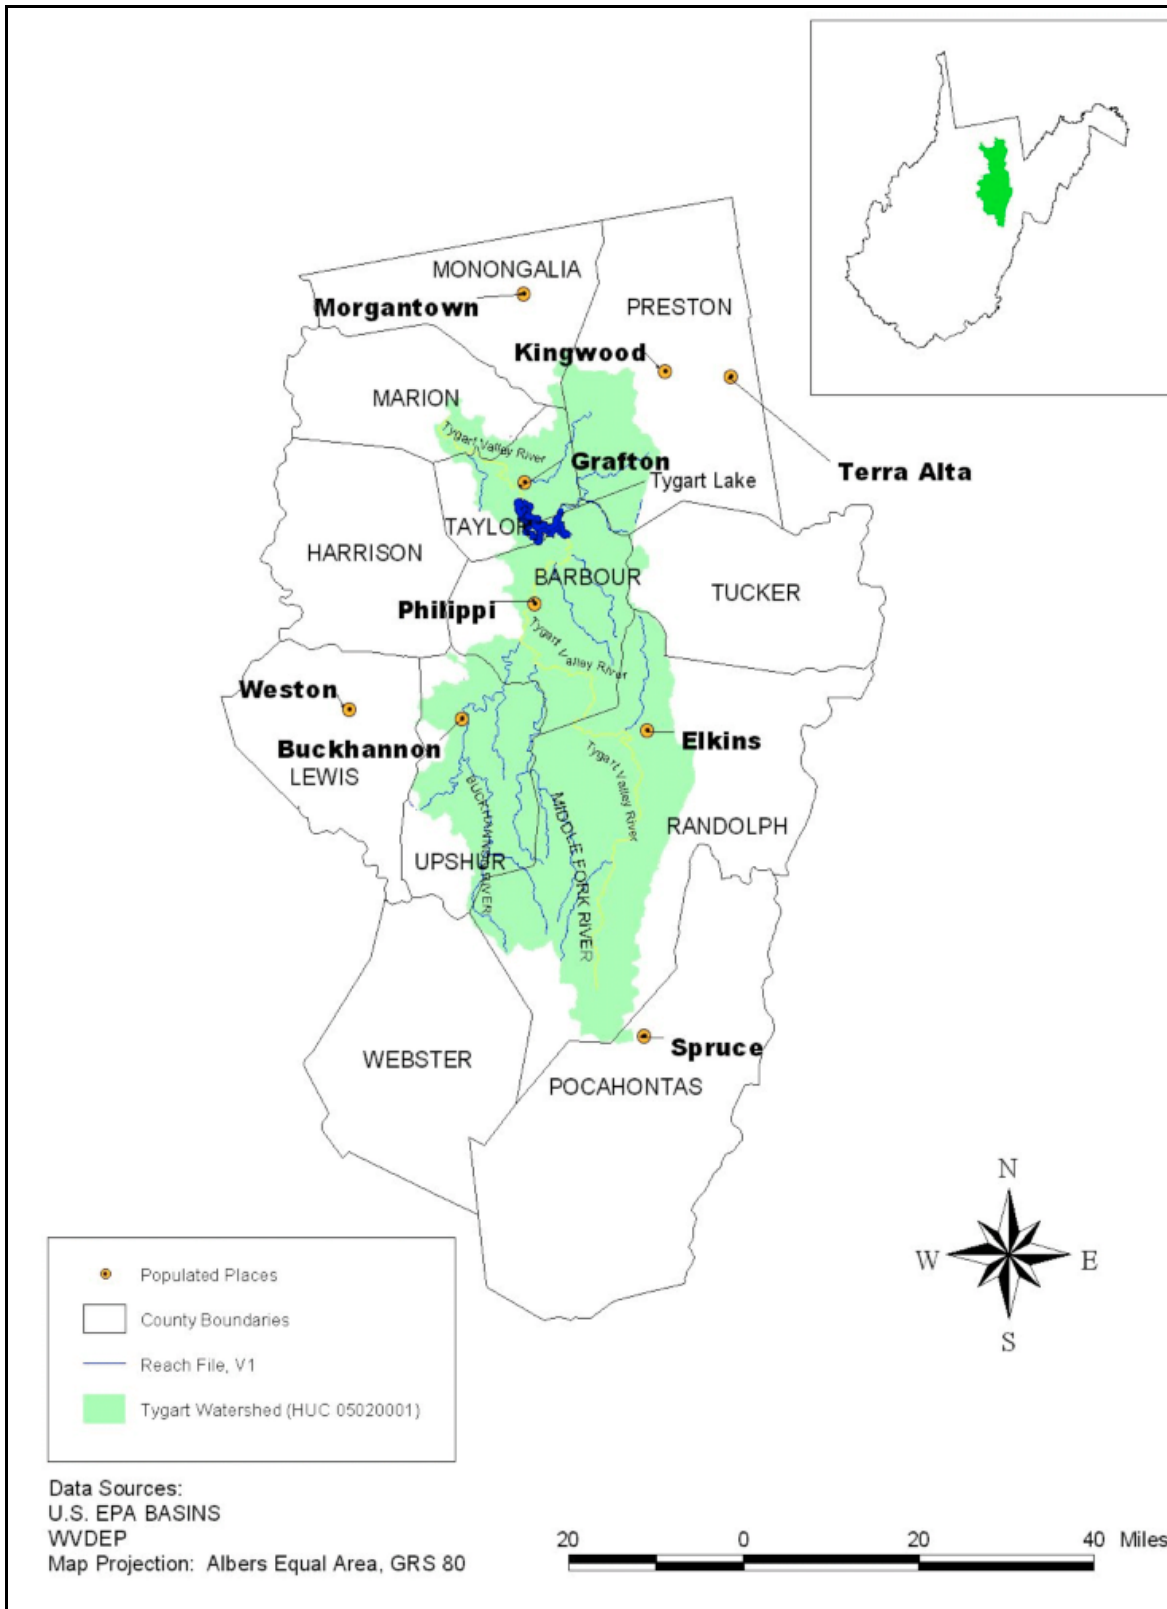 MONONGALIA
Morgantown
PRESTON
Kingwood
MARION
Tygart Valley River
Grafton
Terra Alta
Tygart Lake
TAYLOR
HARRISON
BARBOUR
TUCKER
Philippi
Tygart Valley River
Weston
Buckhannon
Elkins
LEWIS
Tygart Valley River
BUCKHANNON RIVER
MIDDLE FORK RIVER
RANDOLPH
UPSHUR
Spruce
WEBSTER
POCAHONTAS
N
W E
S
Populated Places
County Boundaries
Reach File, V1
Tygart Watershed (HUC 05020001)
Data Sources:
U.S. EPA BASINS
WVDEP
Map Projection: Albers Equal Area, GRS 80
20 0 20 40 Miles